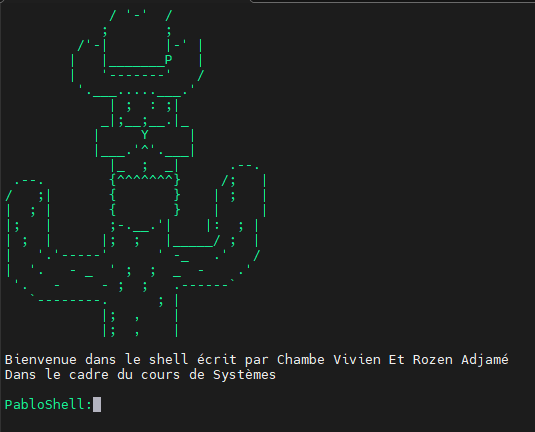 Bienvenue dans le shell écrit par Chambe Vivien Et Rozen Adjamé
Dans le cadre du cours de Systèmes
PabloShell: